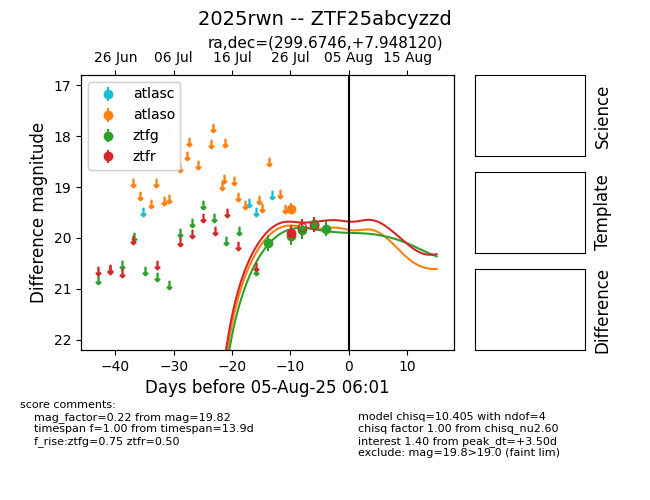 2025rwn -- ZTF25abcyzzd
ra,dec=(299.6746,+7.948120)
26 Jun 06 Jul 16 Jul 26 Jul 05 Aug 15 Aug
atlasc
atlaso
ztfg
ztfr
17
18
19
20
21
22
Difference magnitude
−40 −30 −20 −10 0 10
Days before 05-Aug-25 06:01
Science
Template
Difference
score comments:
mag_factor=0.22 from mag=19.82
timespan f=1.00 from timespan=13.9d
f_rise:ztfg=0.75 ztfr=0.50
model chisq=10.405 with ndof=4
chisq factor 1.00 from chisq_nu2.60
interest 1.40 from peak_dt=+3.50d
exclude: mag=19.8>19.0 (faint lim)